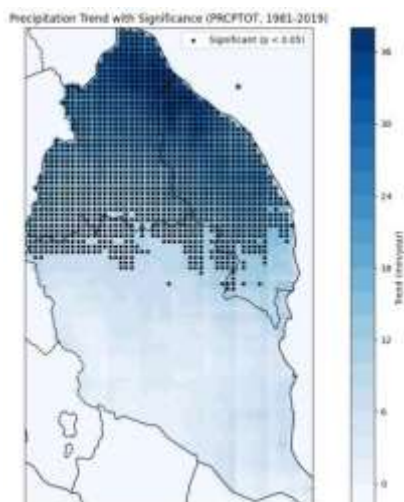 Precipitation Trend with Significance (PRCPTOT, 1981-2019)
Significant (p < 0.05)
36
30
24
18
12
6
0
Trend (mm/year)